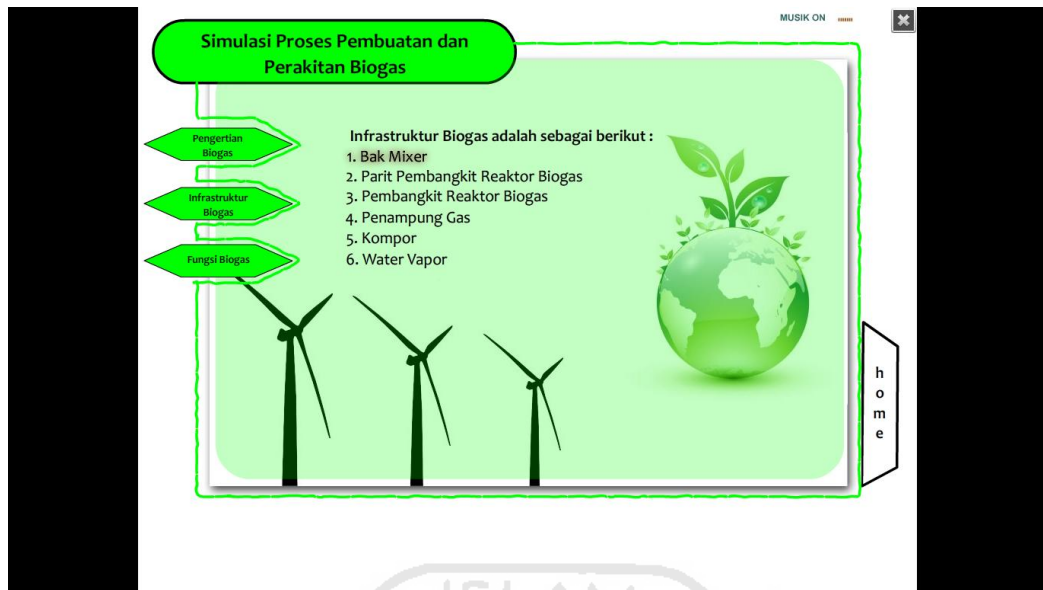 MUSIK ON
Simulasi Proses Pembuatan dan
Perakitan Biogas
Pengertian
Biogas
Infrastruktur
Biogas
Fungsi Biogas
Infrastruktur Biogas adalah sebagai berikut :
1. Bak Mixer
2. Parit Pembangkit Reaktor Biogas
3. Pembangkit Reaktor Biogas
4. Penampung Gas
5. Kompor
6. Water Vapor
h
o
m
e